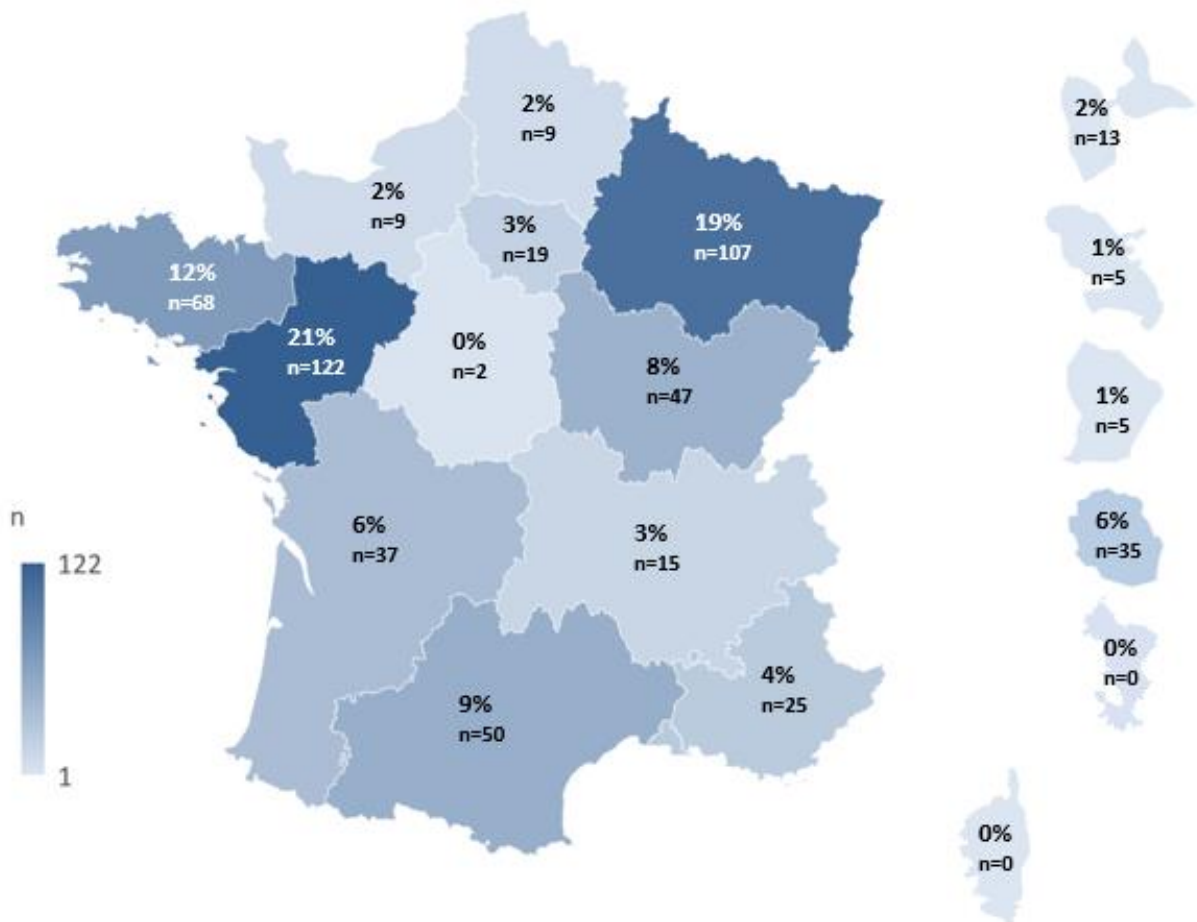 2%
n=9
2%
n=9
3%
n=19
19%
n=107
12%
n=68
21%
n=122
0%
n=2
8%
n=47
6%
n=37
3%
n=15
9%
n=50
4%
n=25
2%
n=13
1%
n=5
1%
n=5
6%
n=35
0%
n=0
0%
n=0
n
122
1